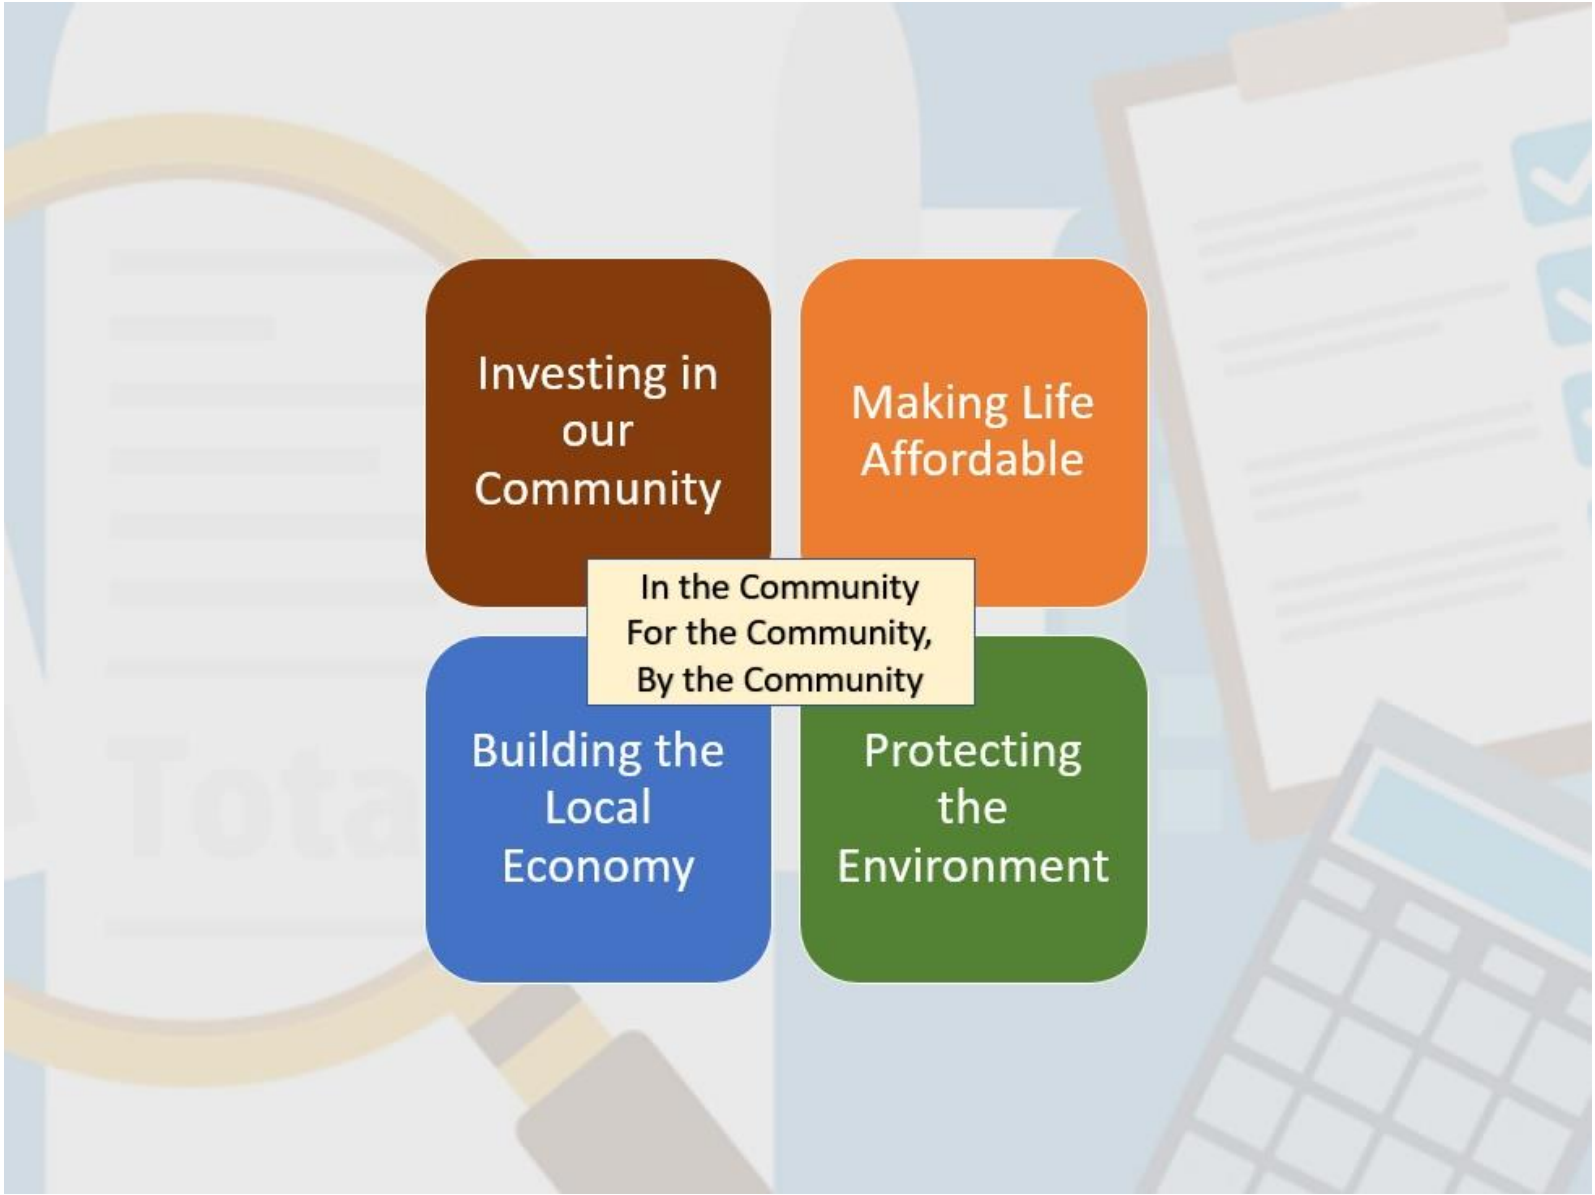 Investing in
our
Community
Making Life
Affordable
In the Community
For the Community,
By the Community
Building the
Local
Economy
Protecting
the
Environment
Tota